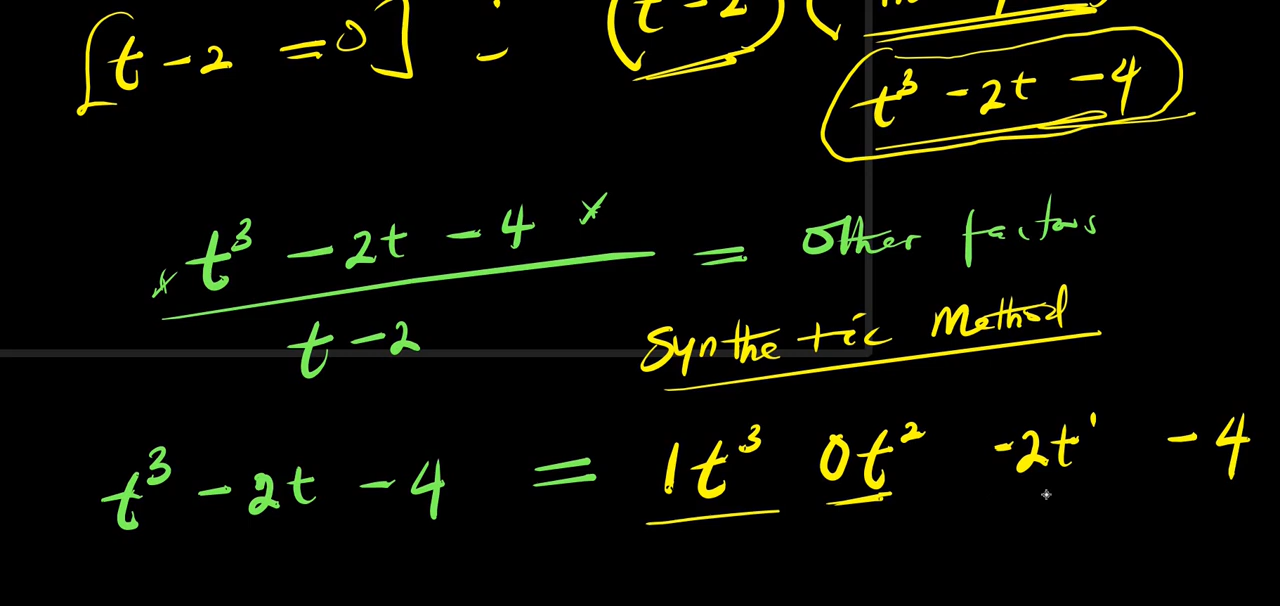 [t - 2 = 0] : (t - 2) (
t³ - 2t - 4
t³ - 2t - 4 = Other factors
t - 2
Synthetic Method
t³ - 2t - 4 = 1t³ 0t² -2t¹ - 4